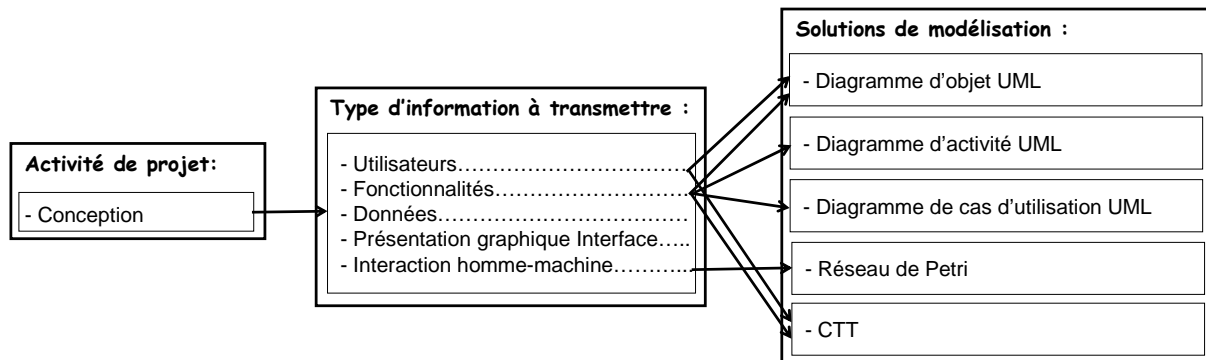 Activité de projet:
- Conception
Type d’information à transmettre :
- Utilisateurs…………………………………
- Fonctionnalités…………………………
- Données…………………………………
- Présentation graphique Interface…..
- Interaction homme-machine………...
Solutions de modélisation :
- Diagramme d’objet UML
- Diagramme d’activité UML
- Diagramme de cas d’utilisation UML
- Réseau de Petri
- CTT